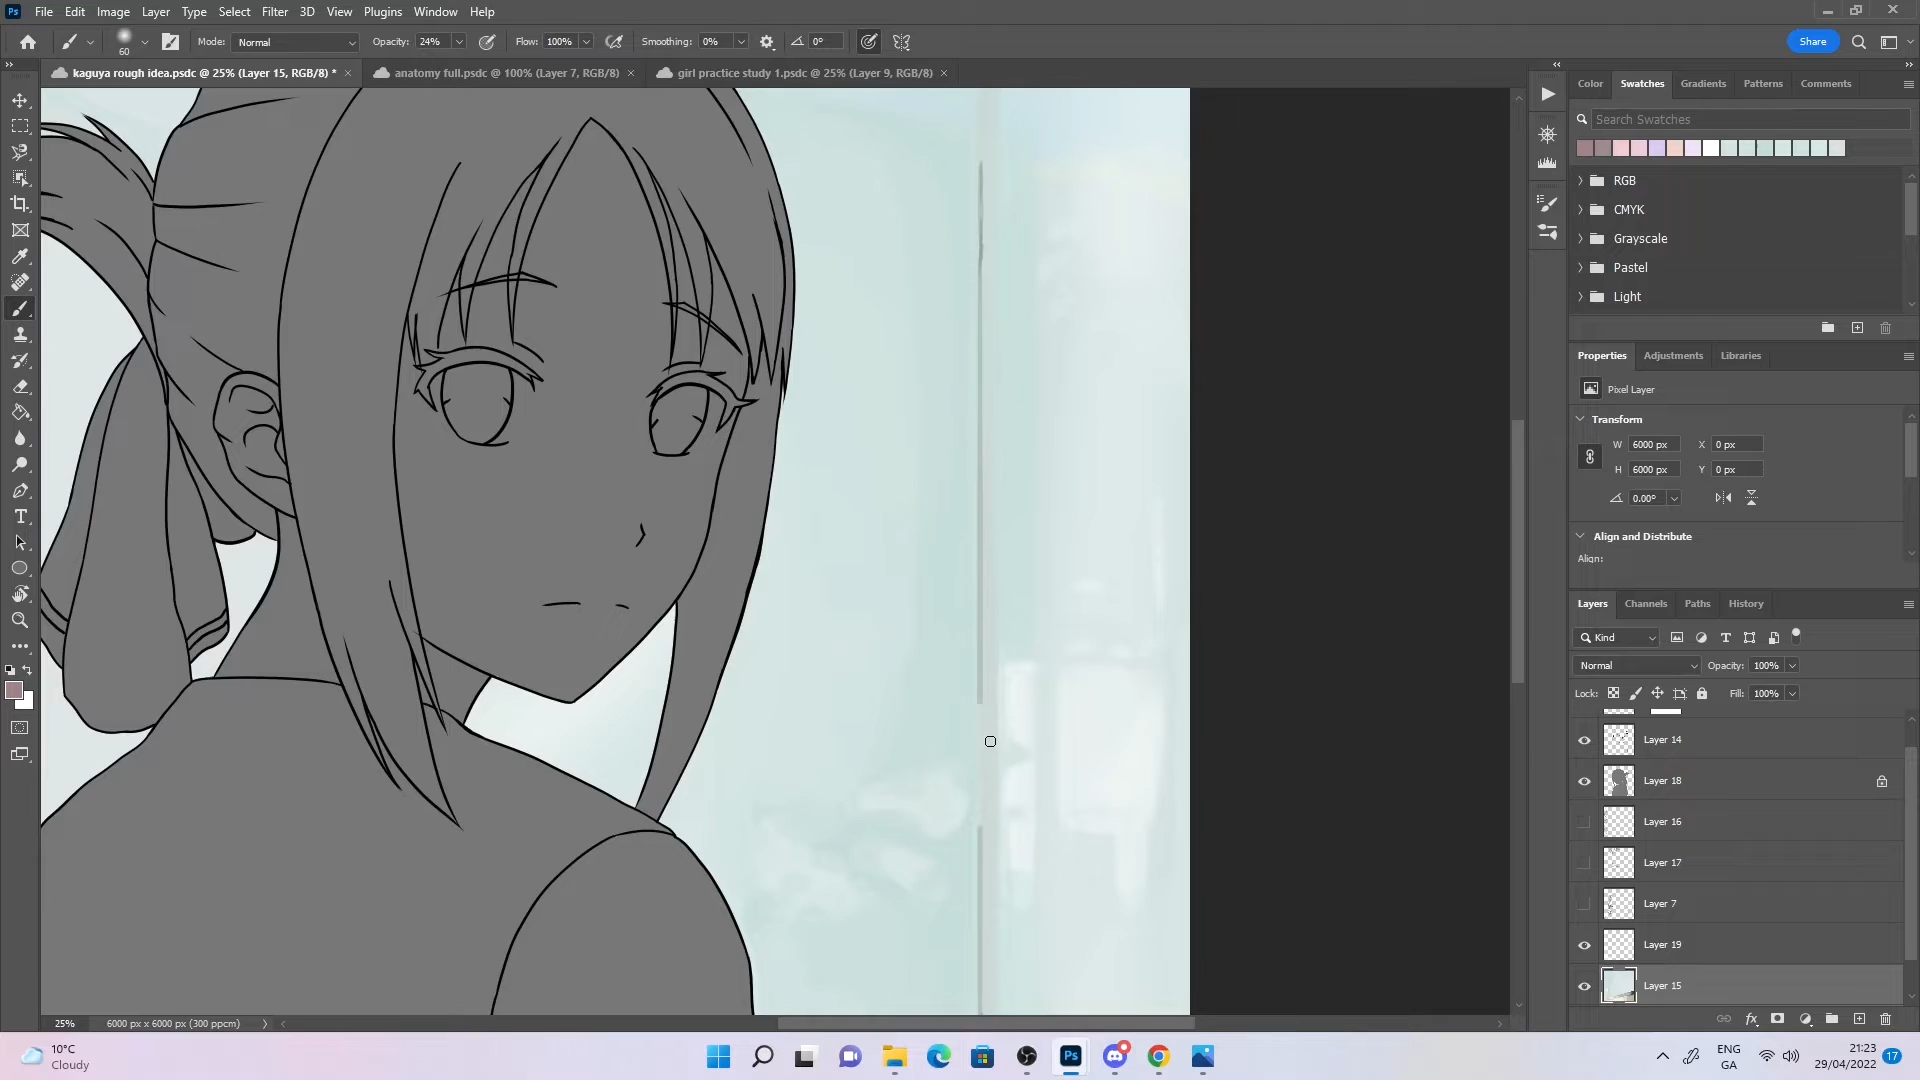 Ps File Edit Image Layer Type Select Filter 3D View Plugins Window Help
60 Mode: Normal Opacity: 24% Flow: 100% Smoothing: 0% 0° Share
kaguya rough idea.psdc @ 25% (Layer 15, RGB/8) * × anatomy full.psdc @ 100% (Layer 7, RGB/8) × girl practice study 1.psdc @ 25% (Layer 9, RGB/8) ×
Color Swatches Gradients Patterns Comments
Search Swatches
RGB
CMYK
Grayscale
Pastel
Light
Properties Adjustments Libraries
Pixel Layer
Transform
W 6000 px X 0 px
H 6000 px Y 0 px
0.00°
Align and Distribute
Align:
Layers Channels Paths History
Kind
Normal Opacity: 100%
Lock: Fill: 100%
Layer 14
Layer 18
Layer 16
Layer 17
Layer 7
Layer 19
Layer 15
fx
25% 6000 px x 6000 px (300 ppcm)
10°C
Cloudy
Ps
ENG
GA
21:23
29/04/2022
17